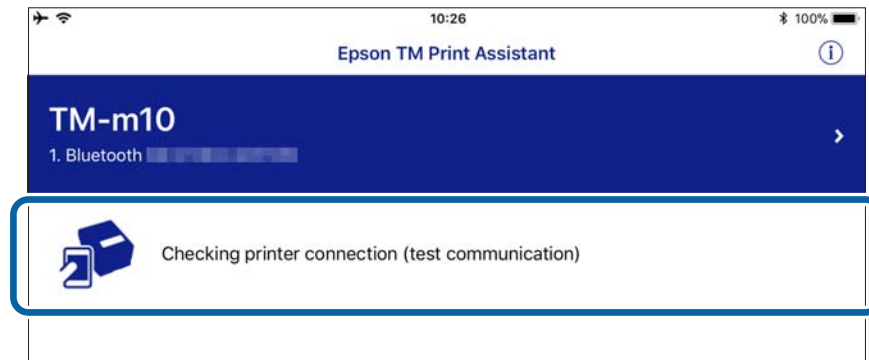 10:26
100%
Epson TM Print Assistant
TM-m10
1. Bluetooth
Checking printer connection (test communication)